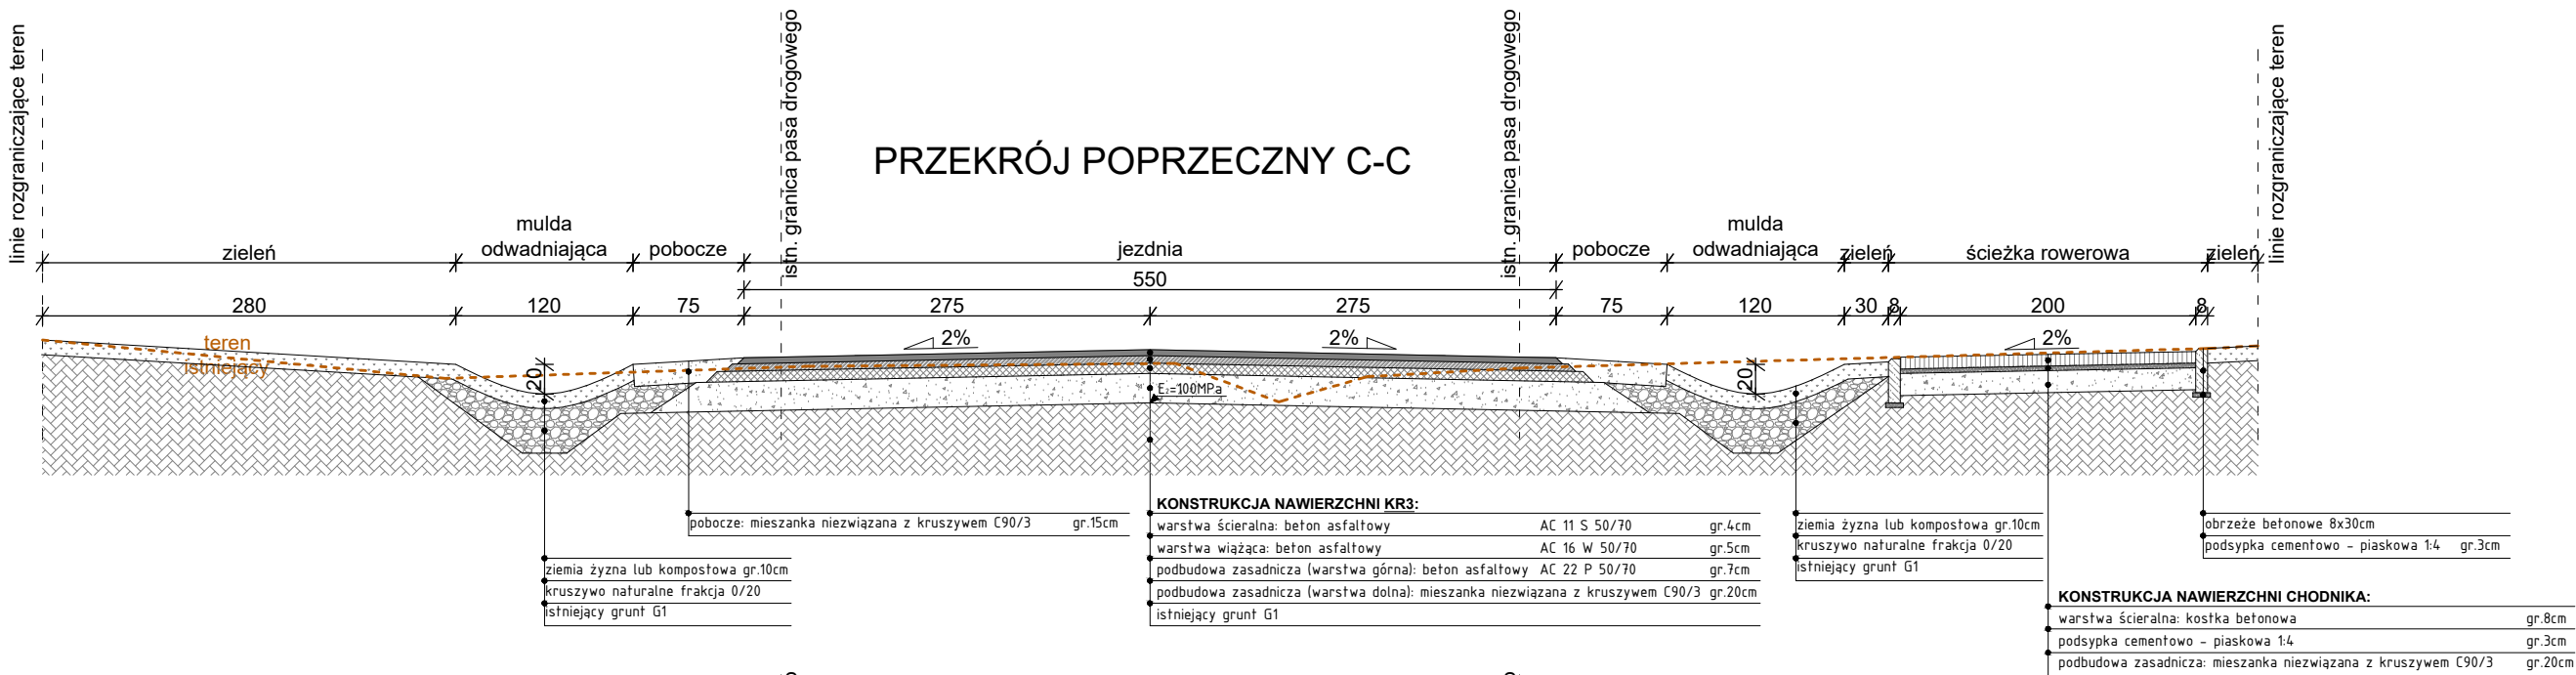 linie rozgraniczające teren
istn. granica pasa drogowego
istn. granica pasa drogowego
linie rozgraniczające teren
PRZEKRÓJ POPRZECZNY C-C
zieleń
mulda
odwadniająca
pobocze
jezdnia
pobocze
mulda
odwadniająca
zieleń
ścieżka rowerowa
zieleń
550
280
120
75
275
275
75
120
30
8
200
8
teren
istniejący
20
2%
2%
20
2%
E₂=100MPa
pobocze: mieszanka niezwiązana z kruszywem C90/3 gr.15cm
ziemia żyzna lub kompostowa gr.10cm
kruszywo naturalne frakcja 0/20
istniejący grunt G1
KONSTRUKCJA NAWIERZCHNI KR3:
warstwa ścieralna: beton asfaltowy AC 11 S 50/70 gr.4cm
warstwa wiążąca: beton asfaltowy AC 16 W 50/70 gr.5cm
podbudowa zasadnicza (warstwa górna): beton asfaltowy AC 22 P 50/70 gr.7cm
podbudowa zasadnicza (warstwa dolna): mieszanka niezwiązana z kruszywem C90/3 gr.20cm
istniejący grunt G1
ziemia żyzna lub kompostowa gr.10cm
kruszywo naturalne frakcja 0/20
istniejący grunt G1
obrzeże betonowe 8x30cm
podsypka cementowo - piaskowa 1:4 gr.3cm
KONSTRUKCJA NAWIERZCHNI CHODNIKA:
warstwa ścieralna: kostka betonowa gr.8cm
podsypka cementowo - piaskowa 1:4 gr.3cm
podbudowa zasadnicza: mieszanka niezwiązana z kruszywem C90/3 gr.20cm